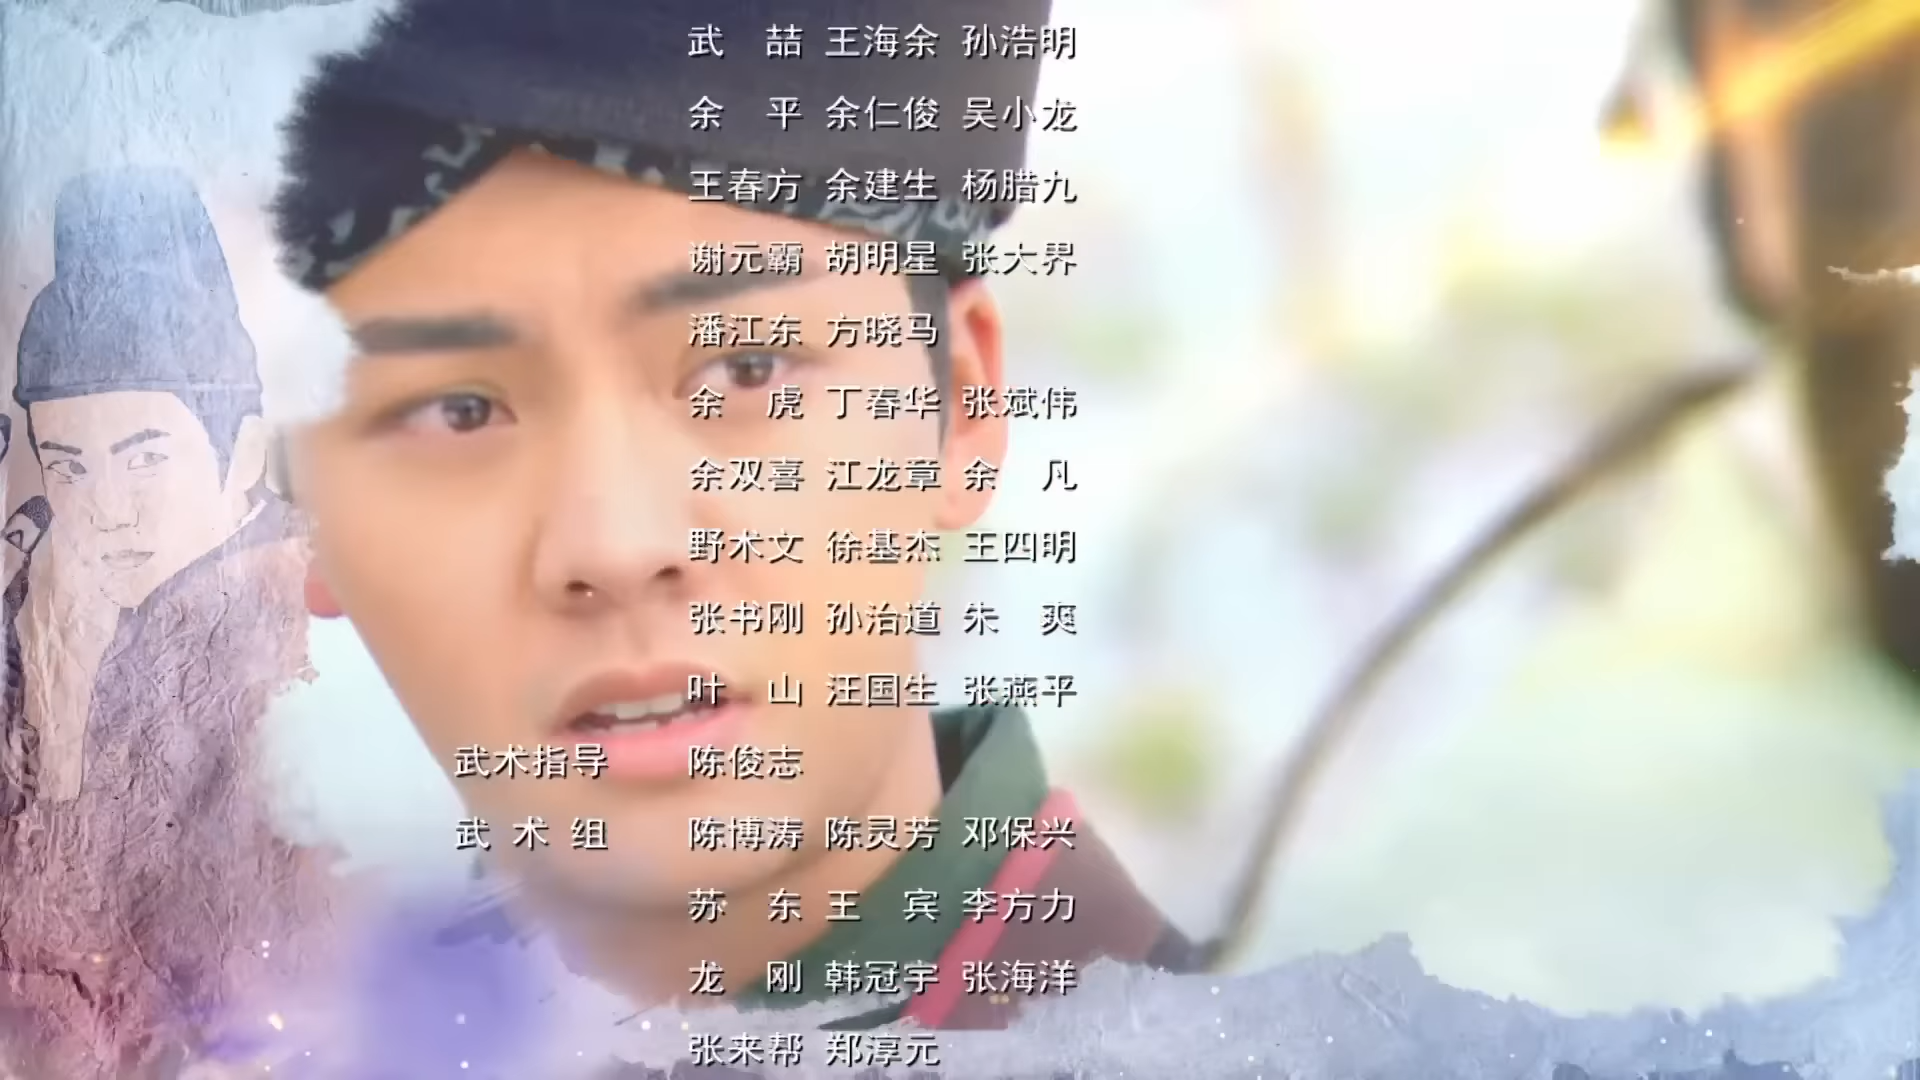 武　喆 王海余 孙浩明
余　平 余仁俊 吴小龙
王春方 余建生 杨腊九
谢元霸 胡明星 张大界
潘江东 方晓马
余　虎 丁春华 张斌伟
余双喜 江龙章 余　凡
野术文 徐基杰 王四明
张书刚 孙治道 朱　爽
叶　山 汪国生 张燕平
武术指导 陈俊志
武 术 组 陈博涛 陈灵芳 邓保兴
苏　东 王　宾 李方力
龙　刚 韩冠宇 张海洋
张来帮 郑淳元